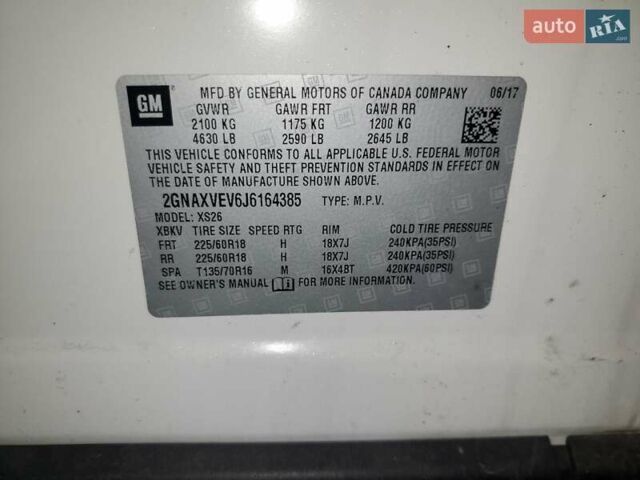 auto RIA.com
GM
MFD BY GENERAL MOTORS OF CANADA COMPANY 06/17
GVWR GAWR FRT GAWR RR
2100 KG 1175 KG 1200 KG
4630 LB 2590 LB 2645 LB
THIS VEHICLE CONFORMS TO ALL APPLICABLE U.S. FEDERAL MOTOR
VEHICLE SAFETY AND THEFT PREVENTION STANDARDS IN EFFECT ON
THE DATE OF MANUFACTURE SHOWN ABOVE.
2GNAXVEV6J6164385 TYPE: M.P.V.
MODEL: XS26
XBKV TIRE SIZE SPEED RTG RIM COLD TIRE PRESSURE
FRT 225/60R18 H 18X7J 240KPA(35PSI)
RR 225/60R18 H 18X7J 240KPA(35PSI)
SPA T135/70R16 M 16X4BT 420KPA(60PSI)
SEE OWNER'S MANUAL FOR MORE INFORMATION.